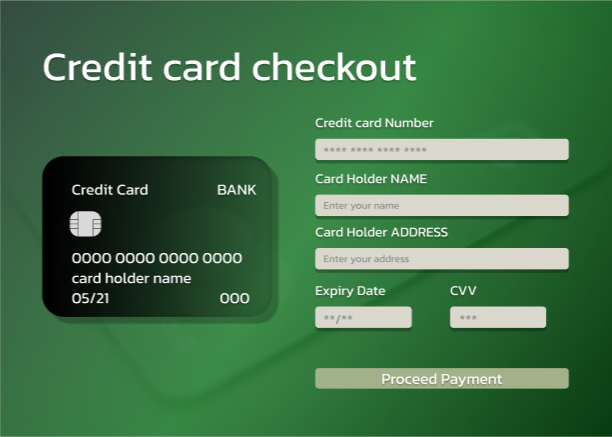 Credit card checkout
Credit card Number
**** **** **** ****
Card Holder NAME
Enter your name
Card Holder ADDRESS
Enter your address
Expiry Date CVV
**/** ***
Proceed Payment
Credit Card BANK
0000 0000 0000 0000
card holder name
05/21 000